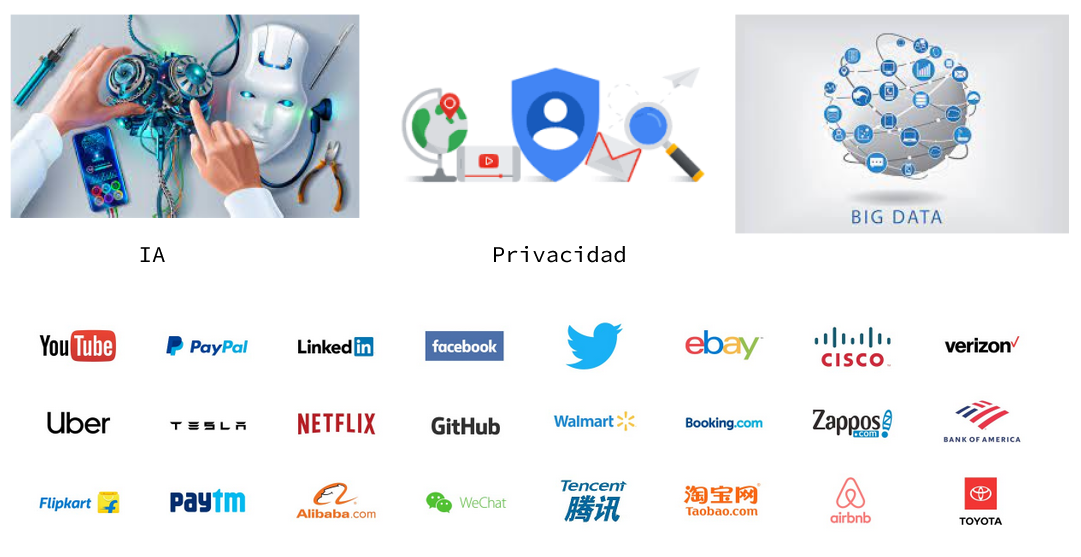 BIG DATA
IA
Privacidad
YouTube
PayPal
Linkedin
facebook
ebay
CISCO
verizon
Uber
TESLA
NETFLIX
GitHub
Walmart
Booking.com
Zappos
.com
BANK OF AMERICA
Flipkart
paytm
Alibaba.com
WeChat
Tencent
腾讯
淘宝网
Taobao.com
airbnb
TOYOTA